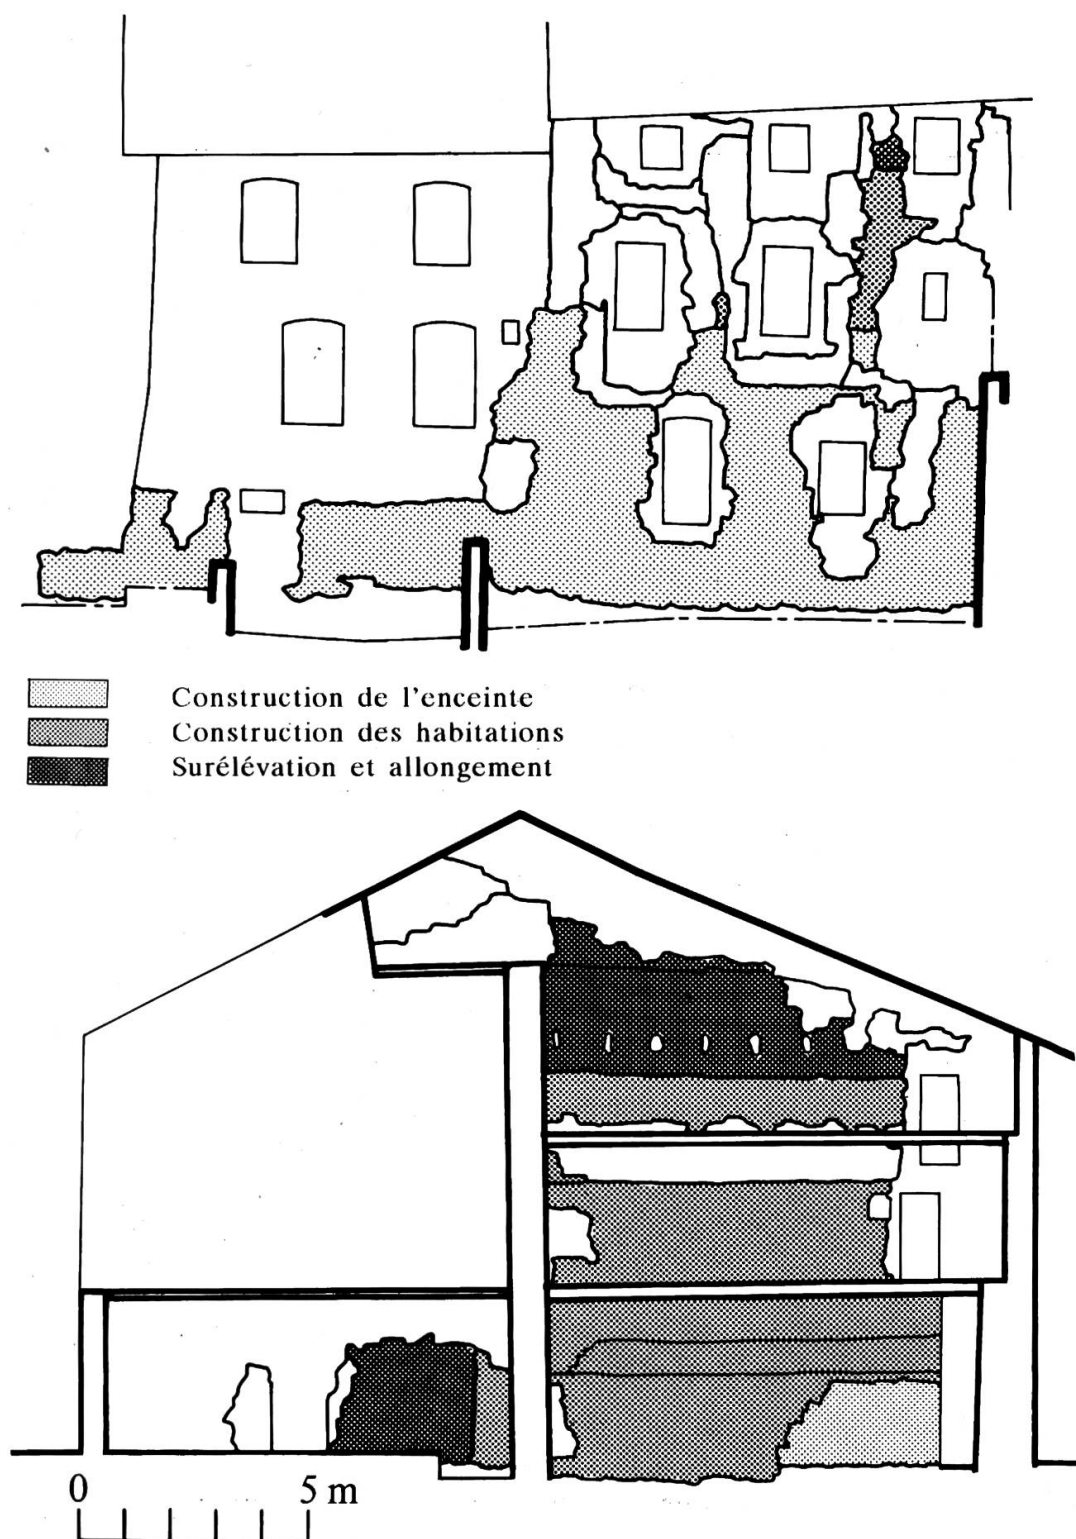 Construction de l'enceinte
Construction des habitations
Surélévation et allongement
0 5 m